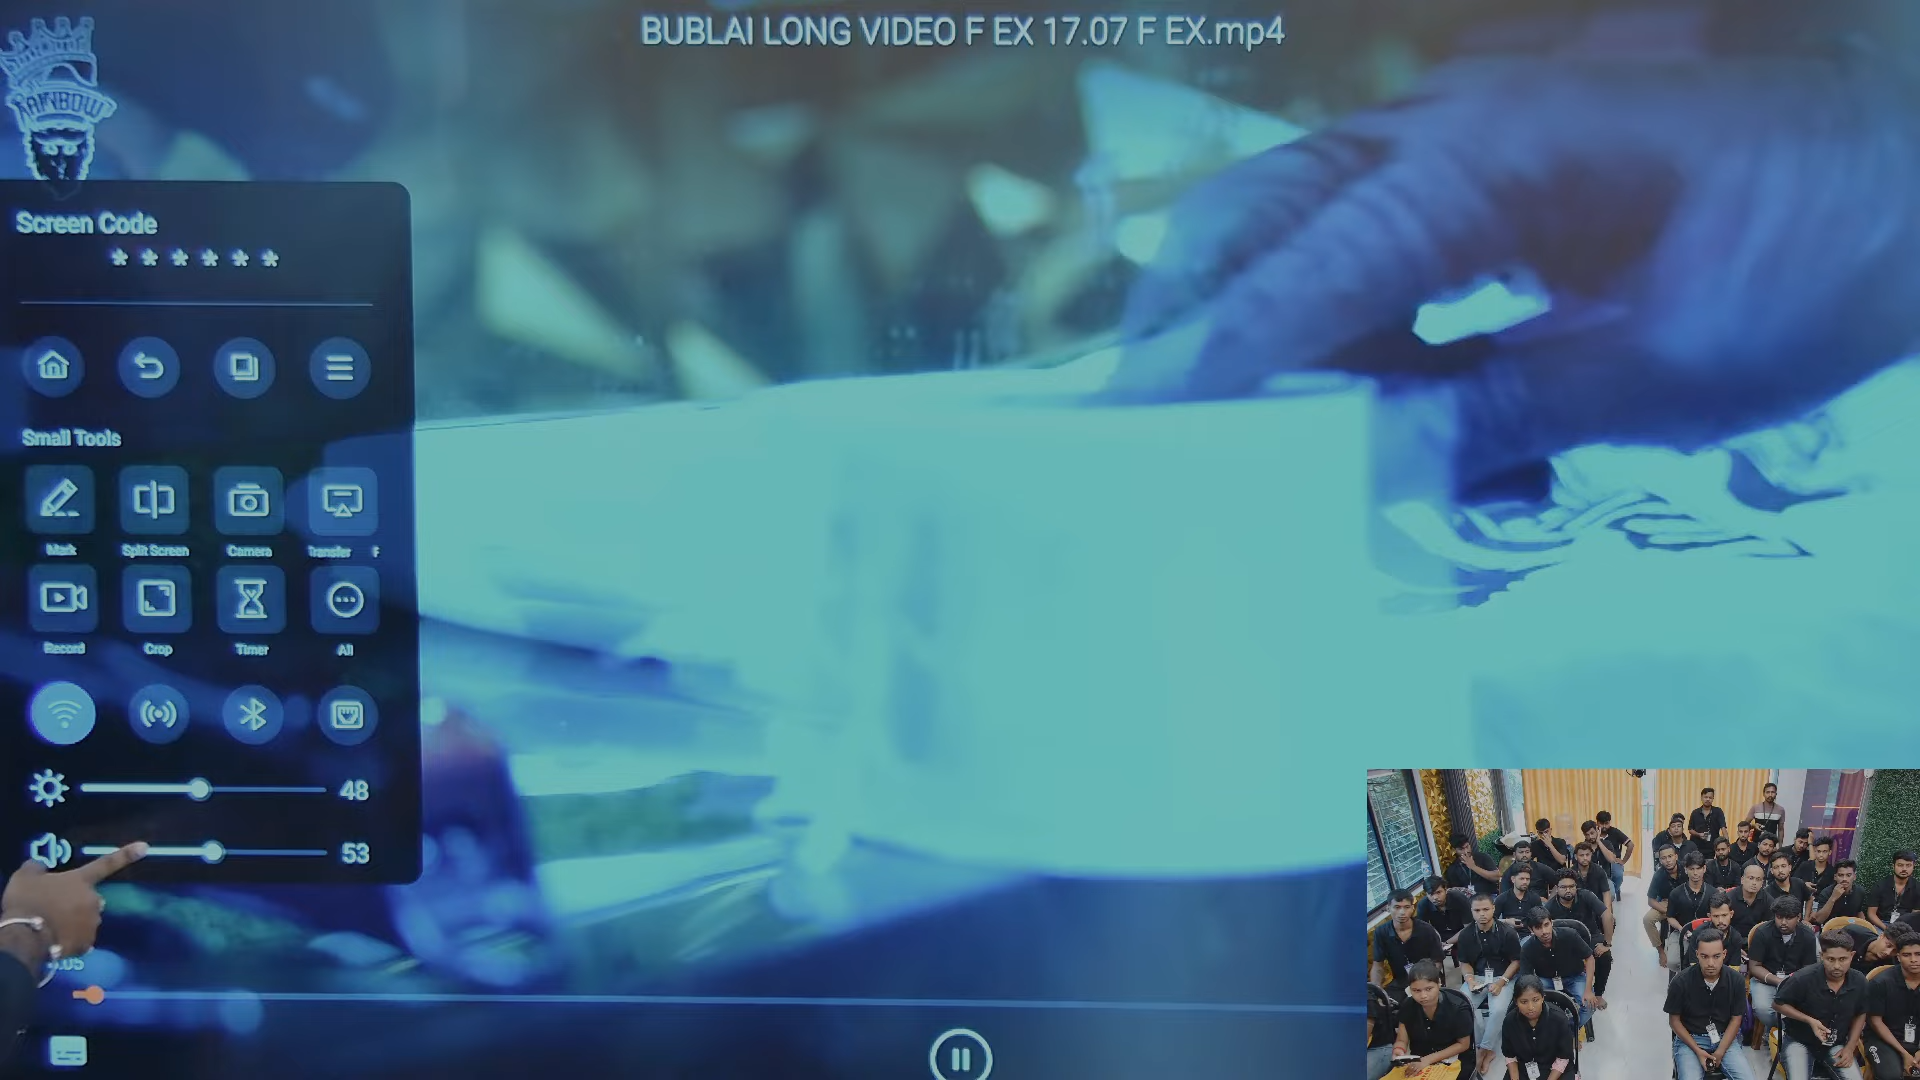 BUBLAI LONG VIDEO F EX 17.07 F EX.mp4
RAINBOW
Screen Code
* * * * * *
Small Tools
Mark Split Screen Camera Transfer F
Record Crop Timer All
48
53